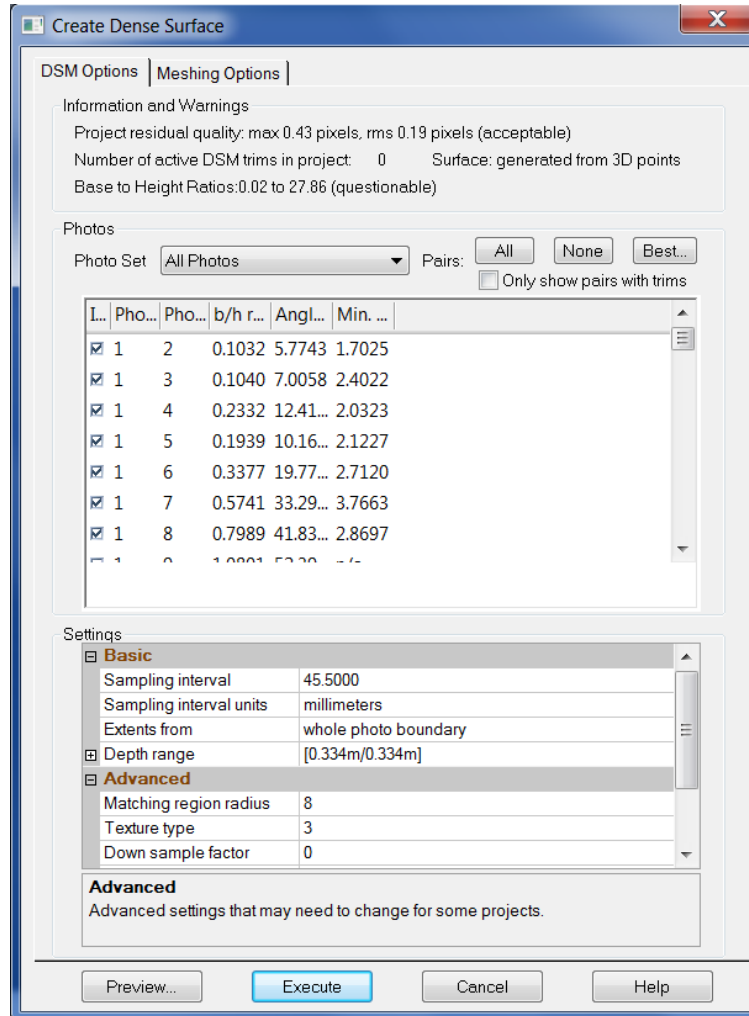 Create Dense Surface
DSM Options Meshing Options
Information and Warnings
Project residual quality: max 0.43 pixels, rms 0.19 pixels (acceptable)
Number of active DSM trims in project: 0 Surface: generated from 3D points
Base to Height Ratios:0.02 to 27.86 (questionable)
Photos
Photo Set All Photos Pairs: All None Best...
Only show pairs with trims
I... Pho... Pho... b/h r... Angl... Min. ...
1 2 0.1032 5.7743 1.7025
1 3 0.1040 7.0058 2.4022
1 4 0.2332 12.41... 2.0323
1 5 0.1939 10.16... 2.1227
1 6 0.3377 19.77... 2.7120
1 7 0.5741 33.29... 3.7663
1 8 0.7989 41.83... 2.8697
Settings
Basic
Sampling interval 45.5000
Sampling interval units millimeters
Extents from whole photo boundary
Depth range [0.334m/0.334m]
Advanced
Matching region radius 8
Texture type 3
Down sample factor 0
Advanced
Advanced settings that may need to change for some projects.
Preview... Execute Cancel Help